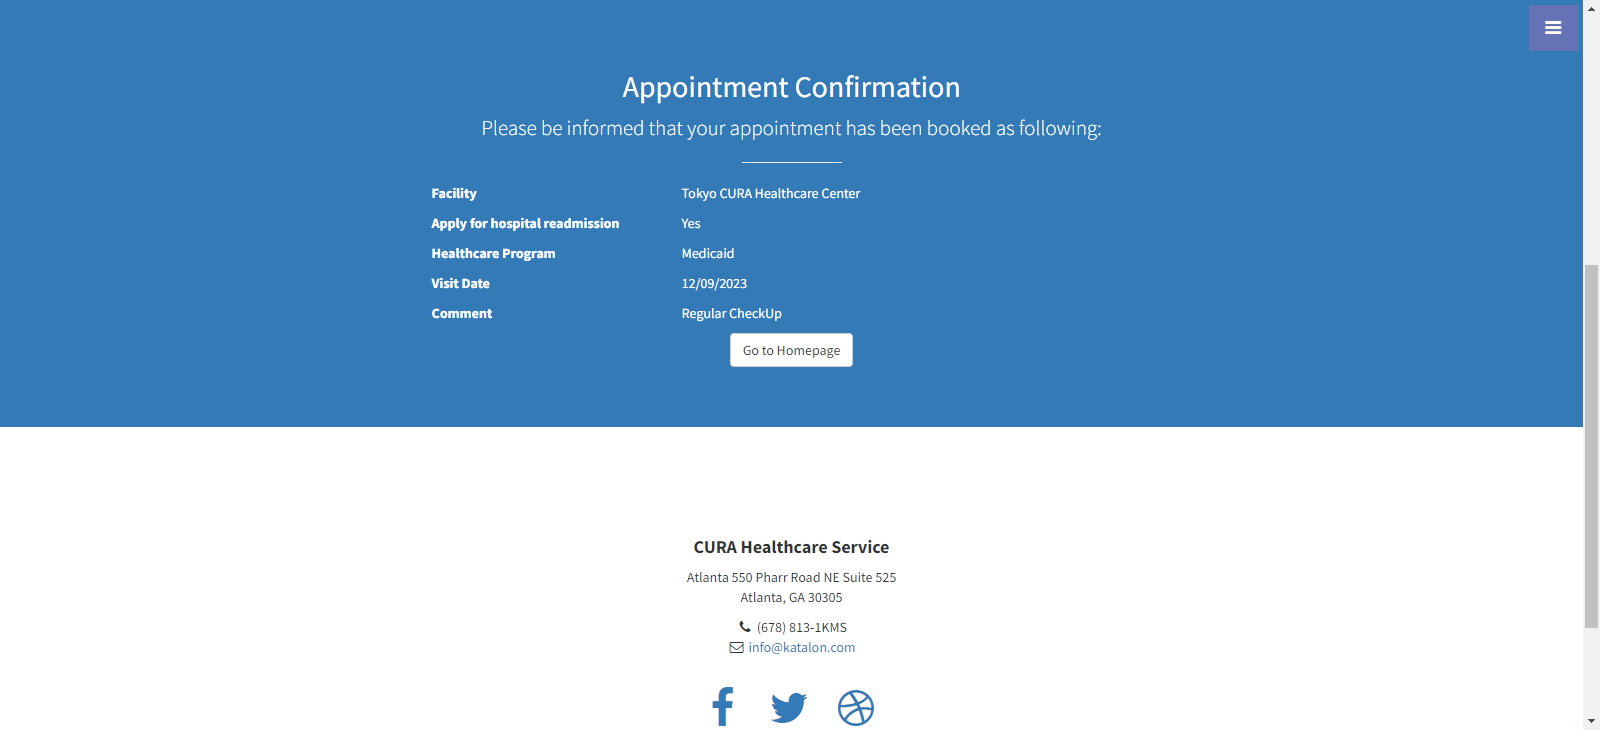 Appointment Confirmation
Please be informed that your appointment has been booked as following:
Facility Tokyo CURA Healthcare Center
Apply for hospital readmission Yes
Healthcare Program Medicaid
Visit Date 12/09/2023
Comment Regular CheckUp
Go to Homepage
CURA Healthcare Service
Atlanta 550 Pharr Road NE Suite 525
Atlanta, GA 30305
(678) 813-1KMS
info@katalon.com